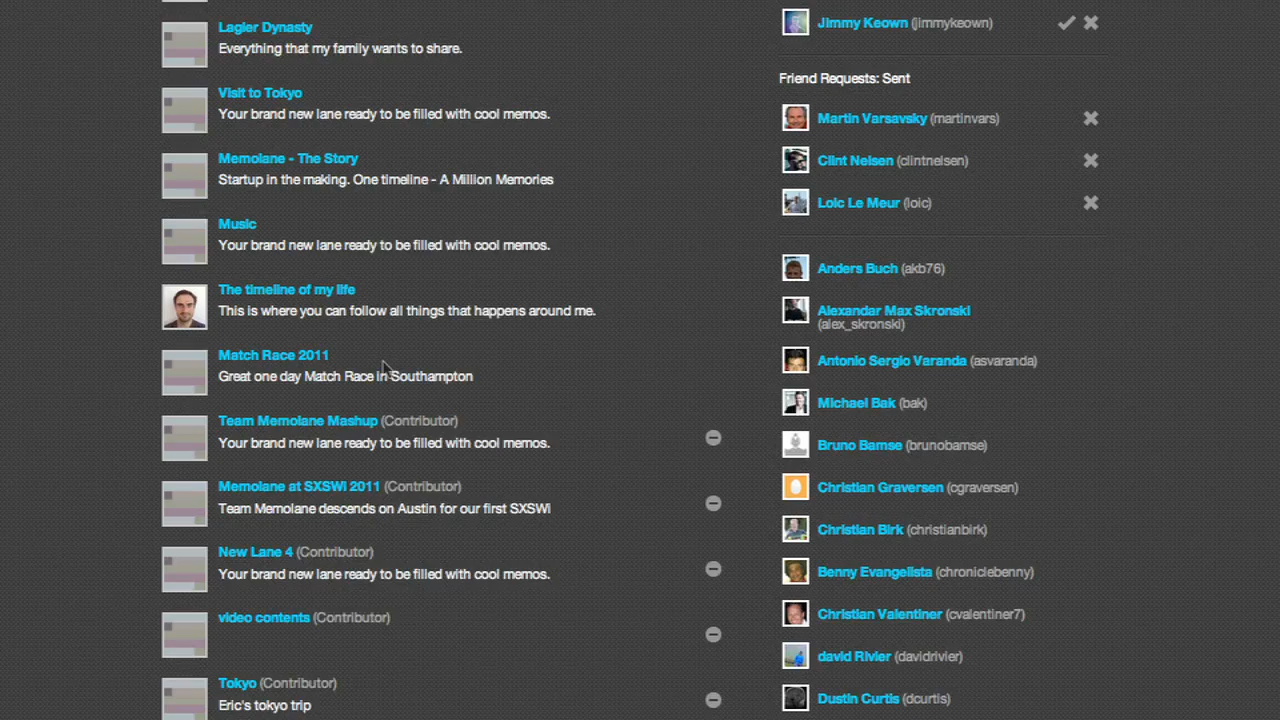 Lagler Dynasty
Everything that my family wants to share.
Visit to Tokyo
Your brand new lane ready to be filled with cool memos.
Memolane - The Story
Startup in the making. One timeline - A Million Memories
Music
Your brand new lane ready to be filled with cool memos.
The timeline of my life
This is where you can follow all things that happens around me.
Match Race 2011
Great one day Match Race in Southampton
Team Memolane Mashup (Contributor)
Your brand new lane ready to be filled with cool memos.
Memolane at SXSWi 2011 (Contributor)
Team Memolane descends on Austin for our first SXSWi
New Lane 4 (Contributor)
Your brand new lane ready to be filled with cool memos.
video contents (Contributor)
Tokyo (Contributor)
Eric's tokyo trip
Jimmy Keown (jimmykeown)
Friend Requests: Sent
Martin Varsavsky (martinvars)
Clint Nelsen (clintnelsen)
Loic Le Meur (loic)
Anders Buch (akb76)
Alexandar Max Skronski
(alex_skronski)
Antonio Sergio Varanda (asvaranda)
Michael Bak (bak)
Bruno Bamse (brunobamse)
Christian Graversen (cgraversen)
Christian Birk (christianbirk)
Benny Evangelista (chroniclebenny)
Christian Valentiner (cvalentiner7)
david Rivier (davidrivier)
Dustin Curtis (dcurtis)